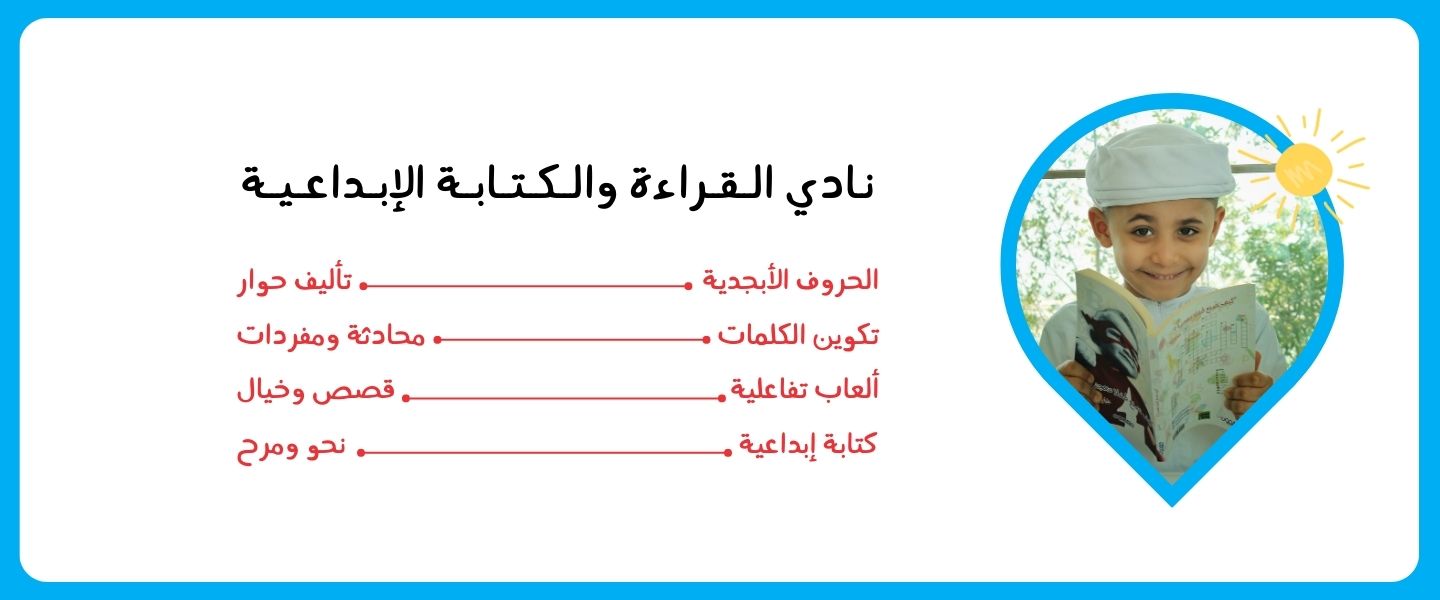 نادي القراءة والكتابة الإبداعية
الحروف الأبجدية تأليف حوار
تكوين الكلمات محادثة ومفردات
ألعاب تفاعلية قصص وخيال
كتابة إبداعية نحو ومرح